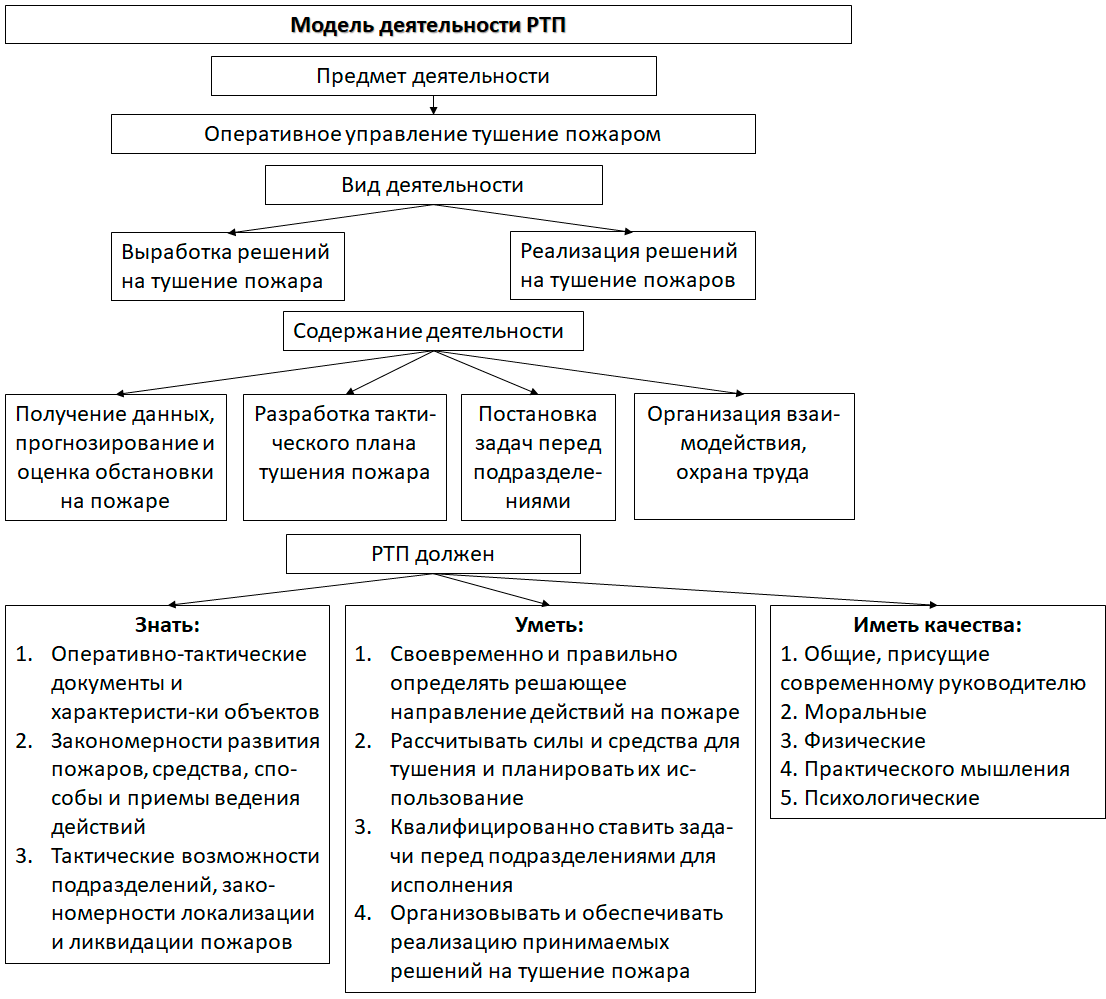 Модель деятельности РТП
Предмет деятельности
Оперативное управление тушение пожаром
Вид деятельности
Выработка решений
на тушение пожара
Реализация решений
на тушение пожаров
Содержание деятельности
Получение данных,
прогнозирование и
оценка обстановки
на пожаре
Разработка такти-
ческого плана
тушения пожара
Постановка
задач перед
подразделе-
ниями
Организация взаи-
модействия,
охрана труда
РТП должен
Знать:
1. Оперативно-тактические
документы и
характеристи-ки объектов
2. Закономерности развития
пожаров, средства, спо-
собы и приемы ведения
действий
3. Тактические возможности
подразделений, зако-
номерности локализации
и ликвидации пожаров
Уметь:
1. Своевременно и правильно
определять решающее
направление действий на пожаре
2. Рассчитывать силы и средства для
тушения и планировать их ис-
пользование
3. Квалифицированно ставить зада-
чи перед подразделениями для
исполнения
4. Организовывать и обеспечивать
реализацию принимаемых
решений на тушение пожара
Иметь качества:
1. Общие, присущие
современному руководителю
2. Моральные
3. Физические
4. Практического мышления
5. Психологические